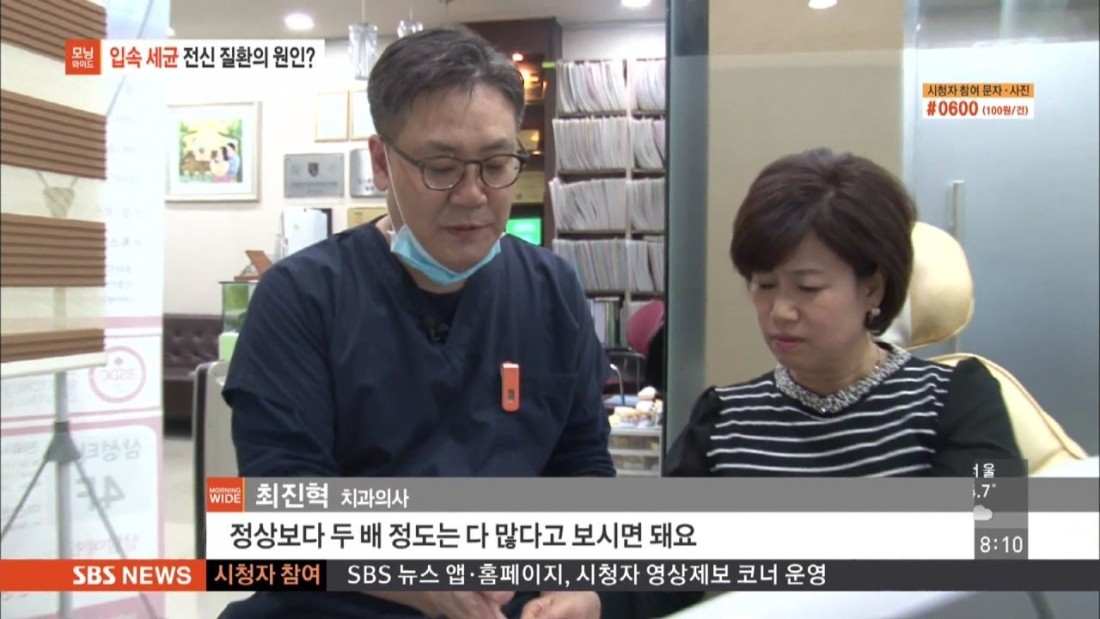 모닝
와이드
입속 세균 전신 질환의 원인?
시청자 참여 문자·사진
#0600 (100원/건)
4F
MORNING
WIDE
최진혁 치과의사
정상보다 두 배 정도는 다 많다고 보시면 돼요
8:10
SBS NEWS 시청자 참여 SBS 뉴스 앱·홈페이지, 시청자 영상제보 코너 운영